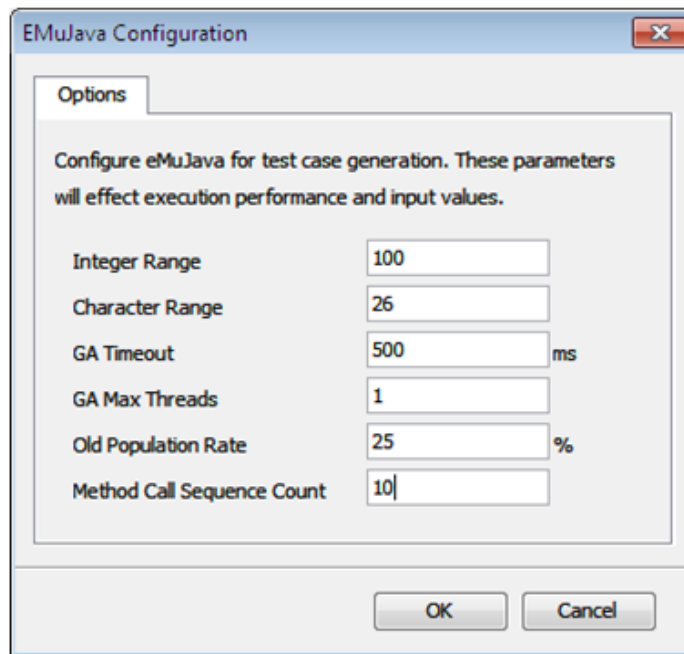 EMuJava Configuration
Options
Configure eMuJava for test case generation. These parameters
will effect execution performance and input values.
Integer Range 100
Character Range 26
GA Timeout 500 ms
GA Max Threads 1
Old Population Rate 25 %
Method Call Sequence Count 10
OK Cancel